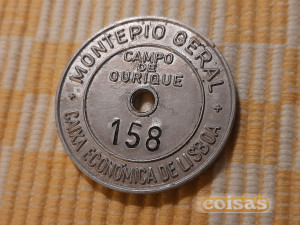 MONTEPIO GERAL
CAMPO
DE
OURIQUE
158
CAIXA ECONÓMICA DE LISBOA
coisas